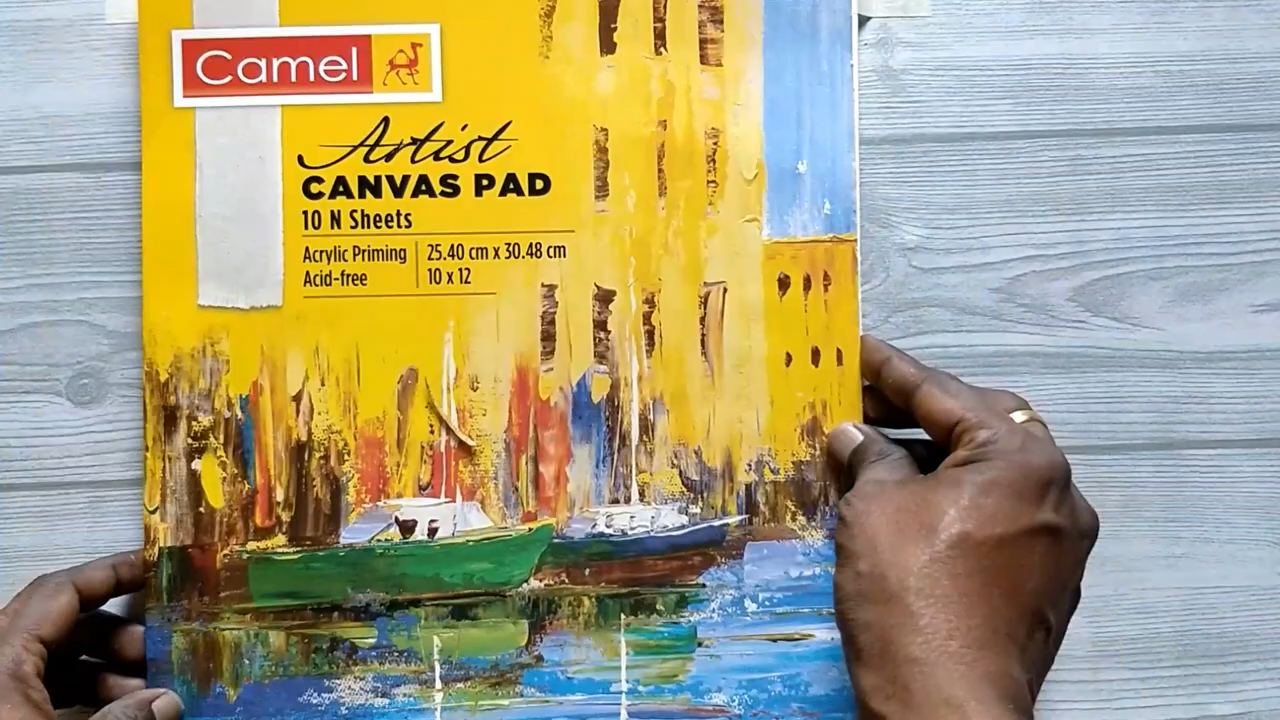 Camel
Artist
CANVAS PAD
10 N Sheets
Acrylic Priming
Acid-free
25.40 cm x 30.48 cm
10 x 12